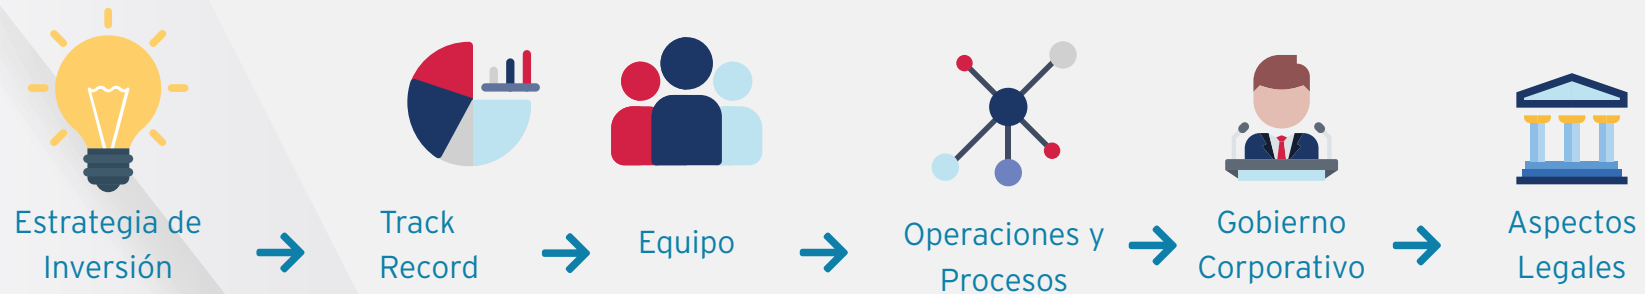 Estrategia de
Inversión
Track
Record
Equipo
Operaciones y
Procesos
Gobierno
Corporativo
Aspectos
Legales